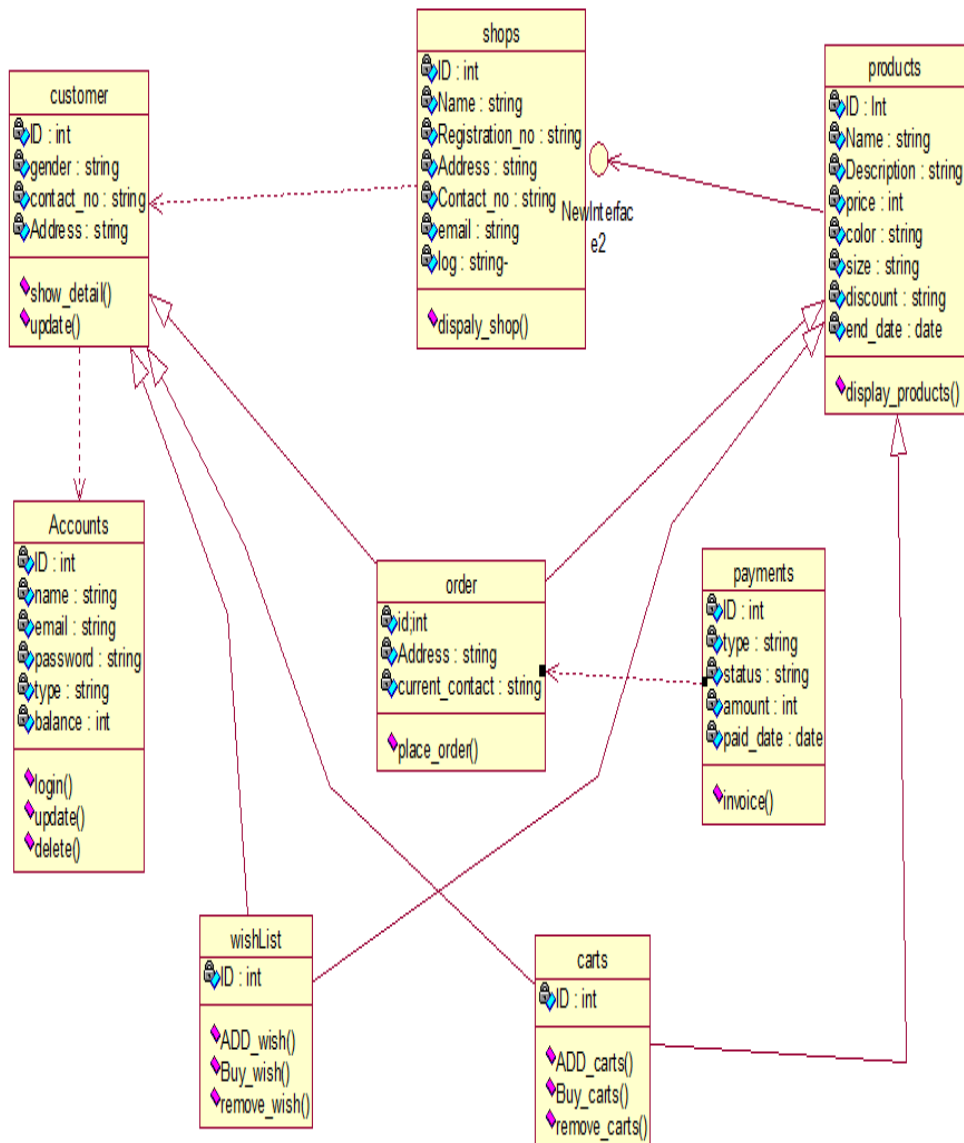 shops
ID : int
Name : string
Registration_no : string
Address : string
Contact_no : string
email : string
log : string-
dispaly_shop()
customer
ID : int
gender : string
contact_no : string
Address : string
show_detail()
update()
NewInterfac
e2
products
ID : Int
Name : string
Description : string
price : int
color : string
size : string
discount : string
end_date : date
display_products()
Accounts
ID : int
name : string
email : string
password : string
type : string
balance : int
login()
update()
delete()
order
id;int
Address : string
current_contact : string
place_order()
payments
ID : int
type : string
status : string
amount : int
paid_date : date
invoice()
wishList
ID : int
ADD_wish()
Buy_wish()
remove_wish()
carts
ID : int
ADD_carts()
Buy_carts()
remove_carts()